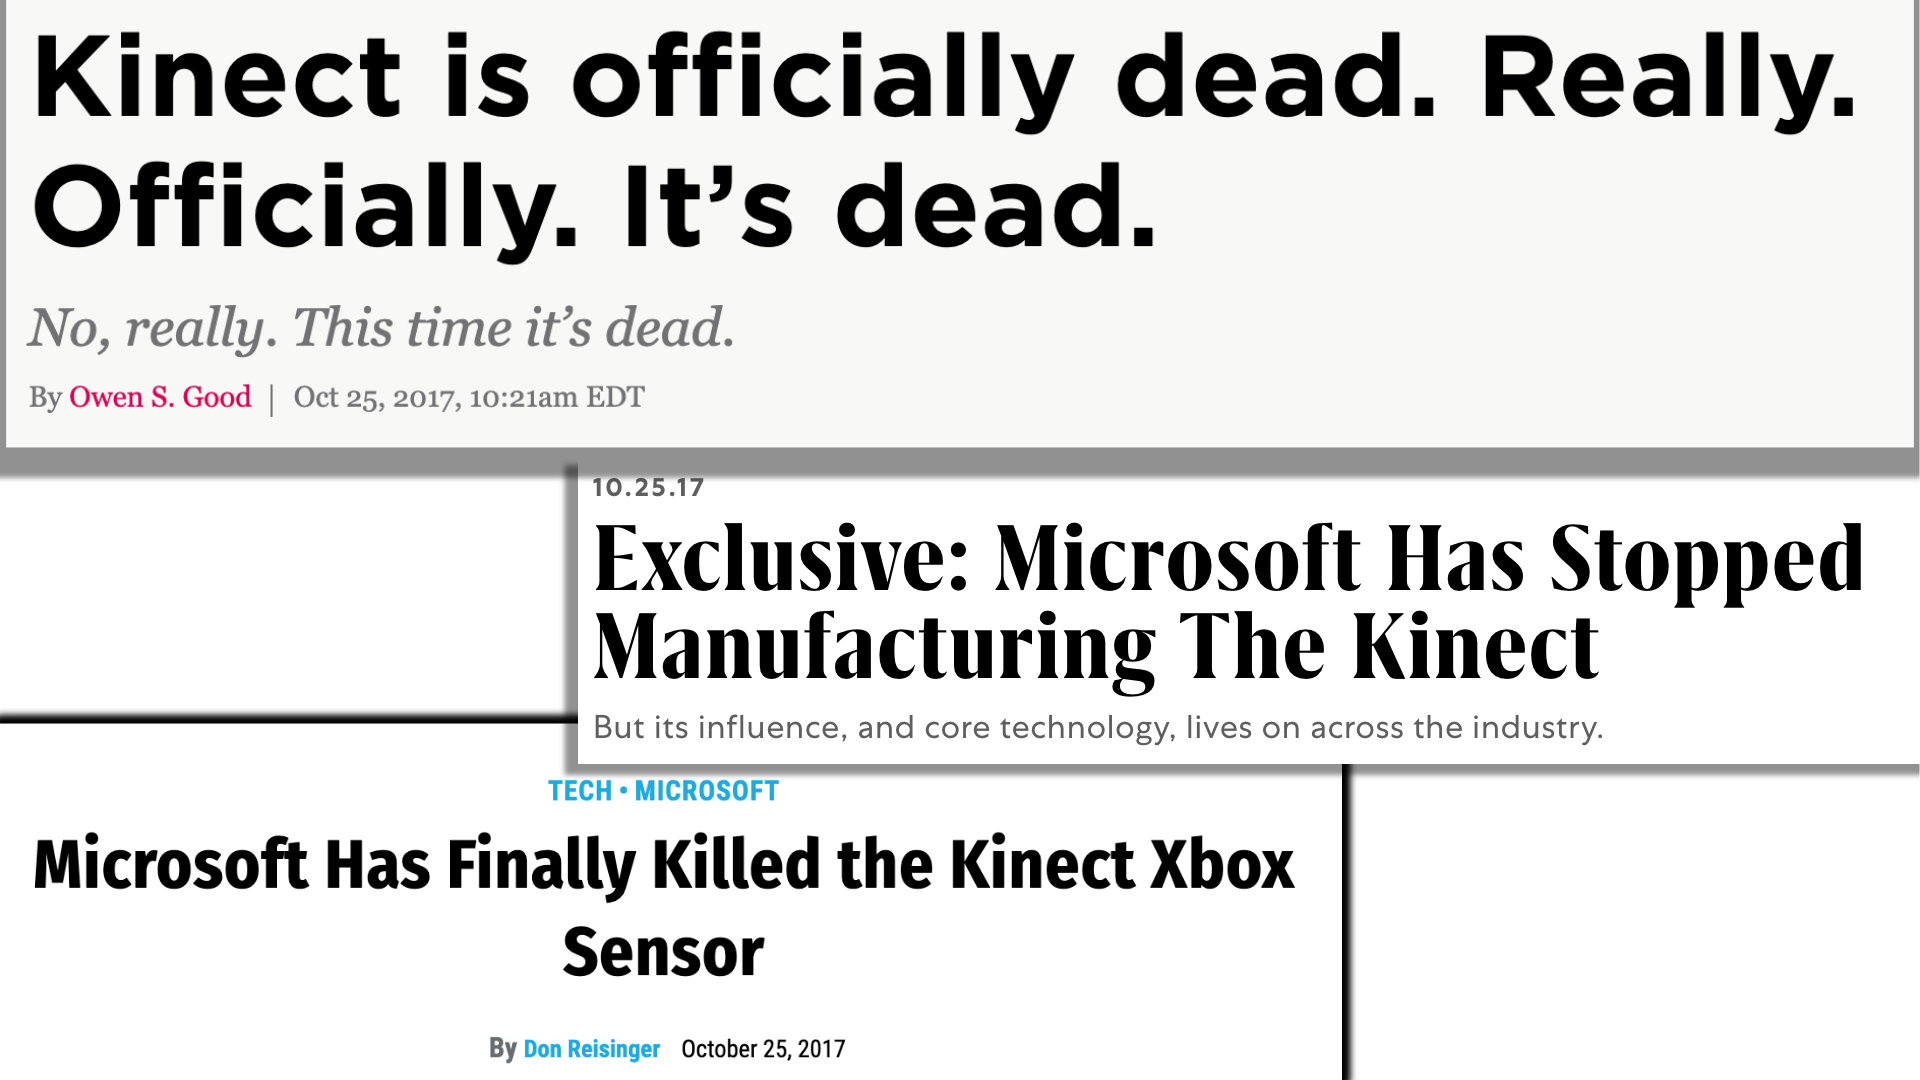 Kinect is officially dead. Really.
Officially. It’s dead.
No, really. This time it’s dead.
By Owen S. Good | Oct 25, 2017, 10:21am EDT
10.25.17
Exclusive: Microsoft Has Stopped
Manufacturing The Kinect
But its influence, and core technology, lives on across the industry.
TECH • MICROSOFT
Microsoft Has Finally Killed the Kinect Xbox
Sensor
By Don Reisinger October 25, 2017